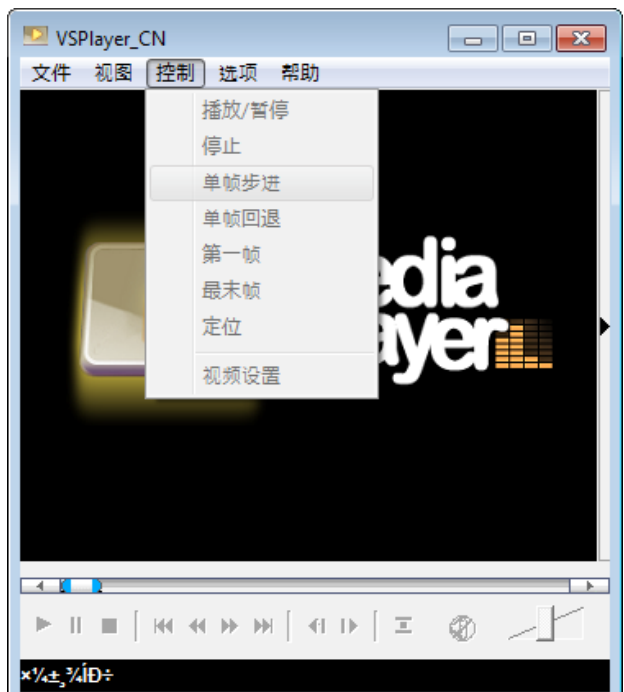 VSPlayer_CN
文件 视图 控制 选项 帮助
播放/暂停
停止
单帧步进
单帧回退
第一帧
最末帧
定位
视频设置
edia
ayer
×¼±¸¾ÍÐ÷